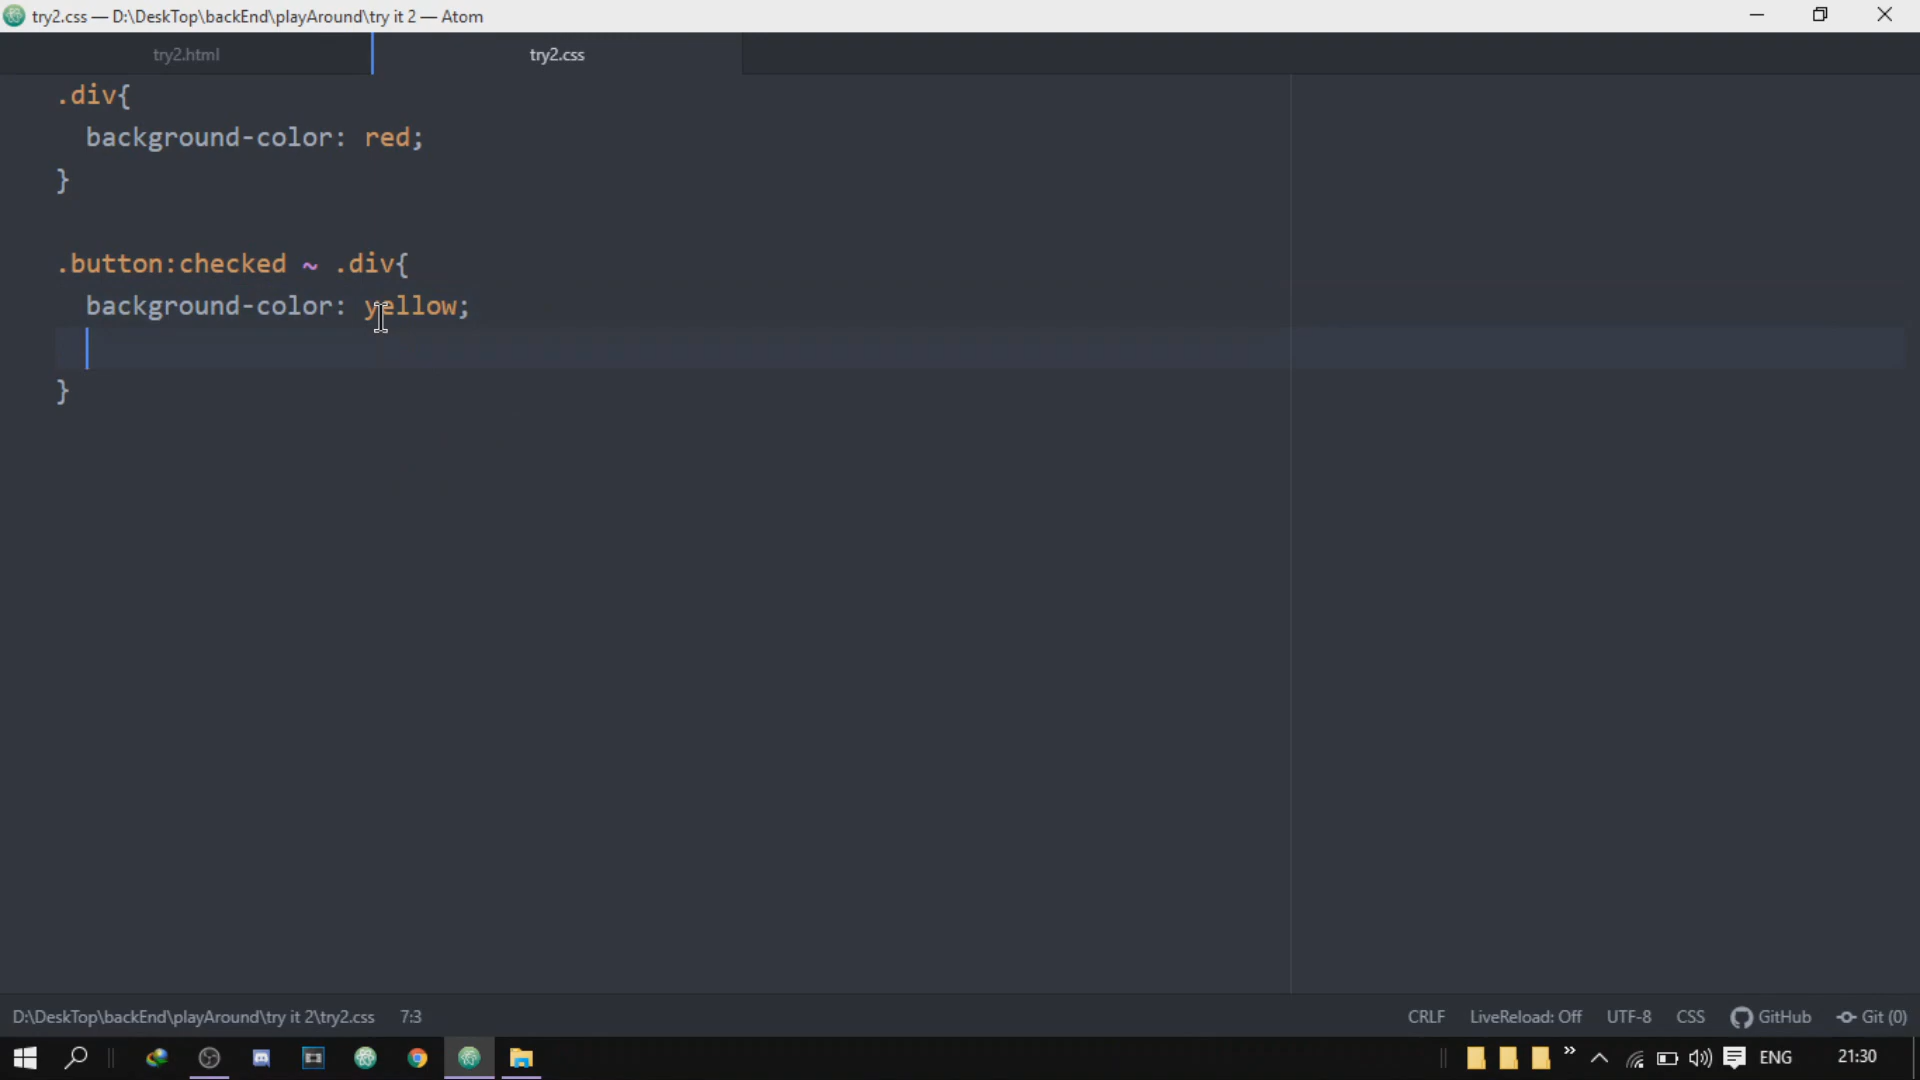 try2.css — D:\DeskTop\backEnd\playAround\try it 2 — Atom
try2.html
try2.css
.div{
background-color: red;
}
.button:checked ~ .div{
background-color: yellow;
}
D:\DeskTop\backEnd\playAround\try it 2\try2.css 7:3
CRLF LiveReload: Off UTF-8 CSS GitHub Git (0)
ENG 21:30